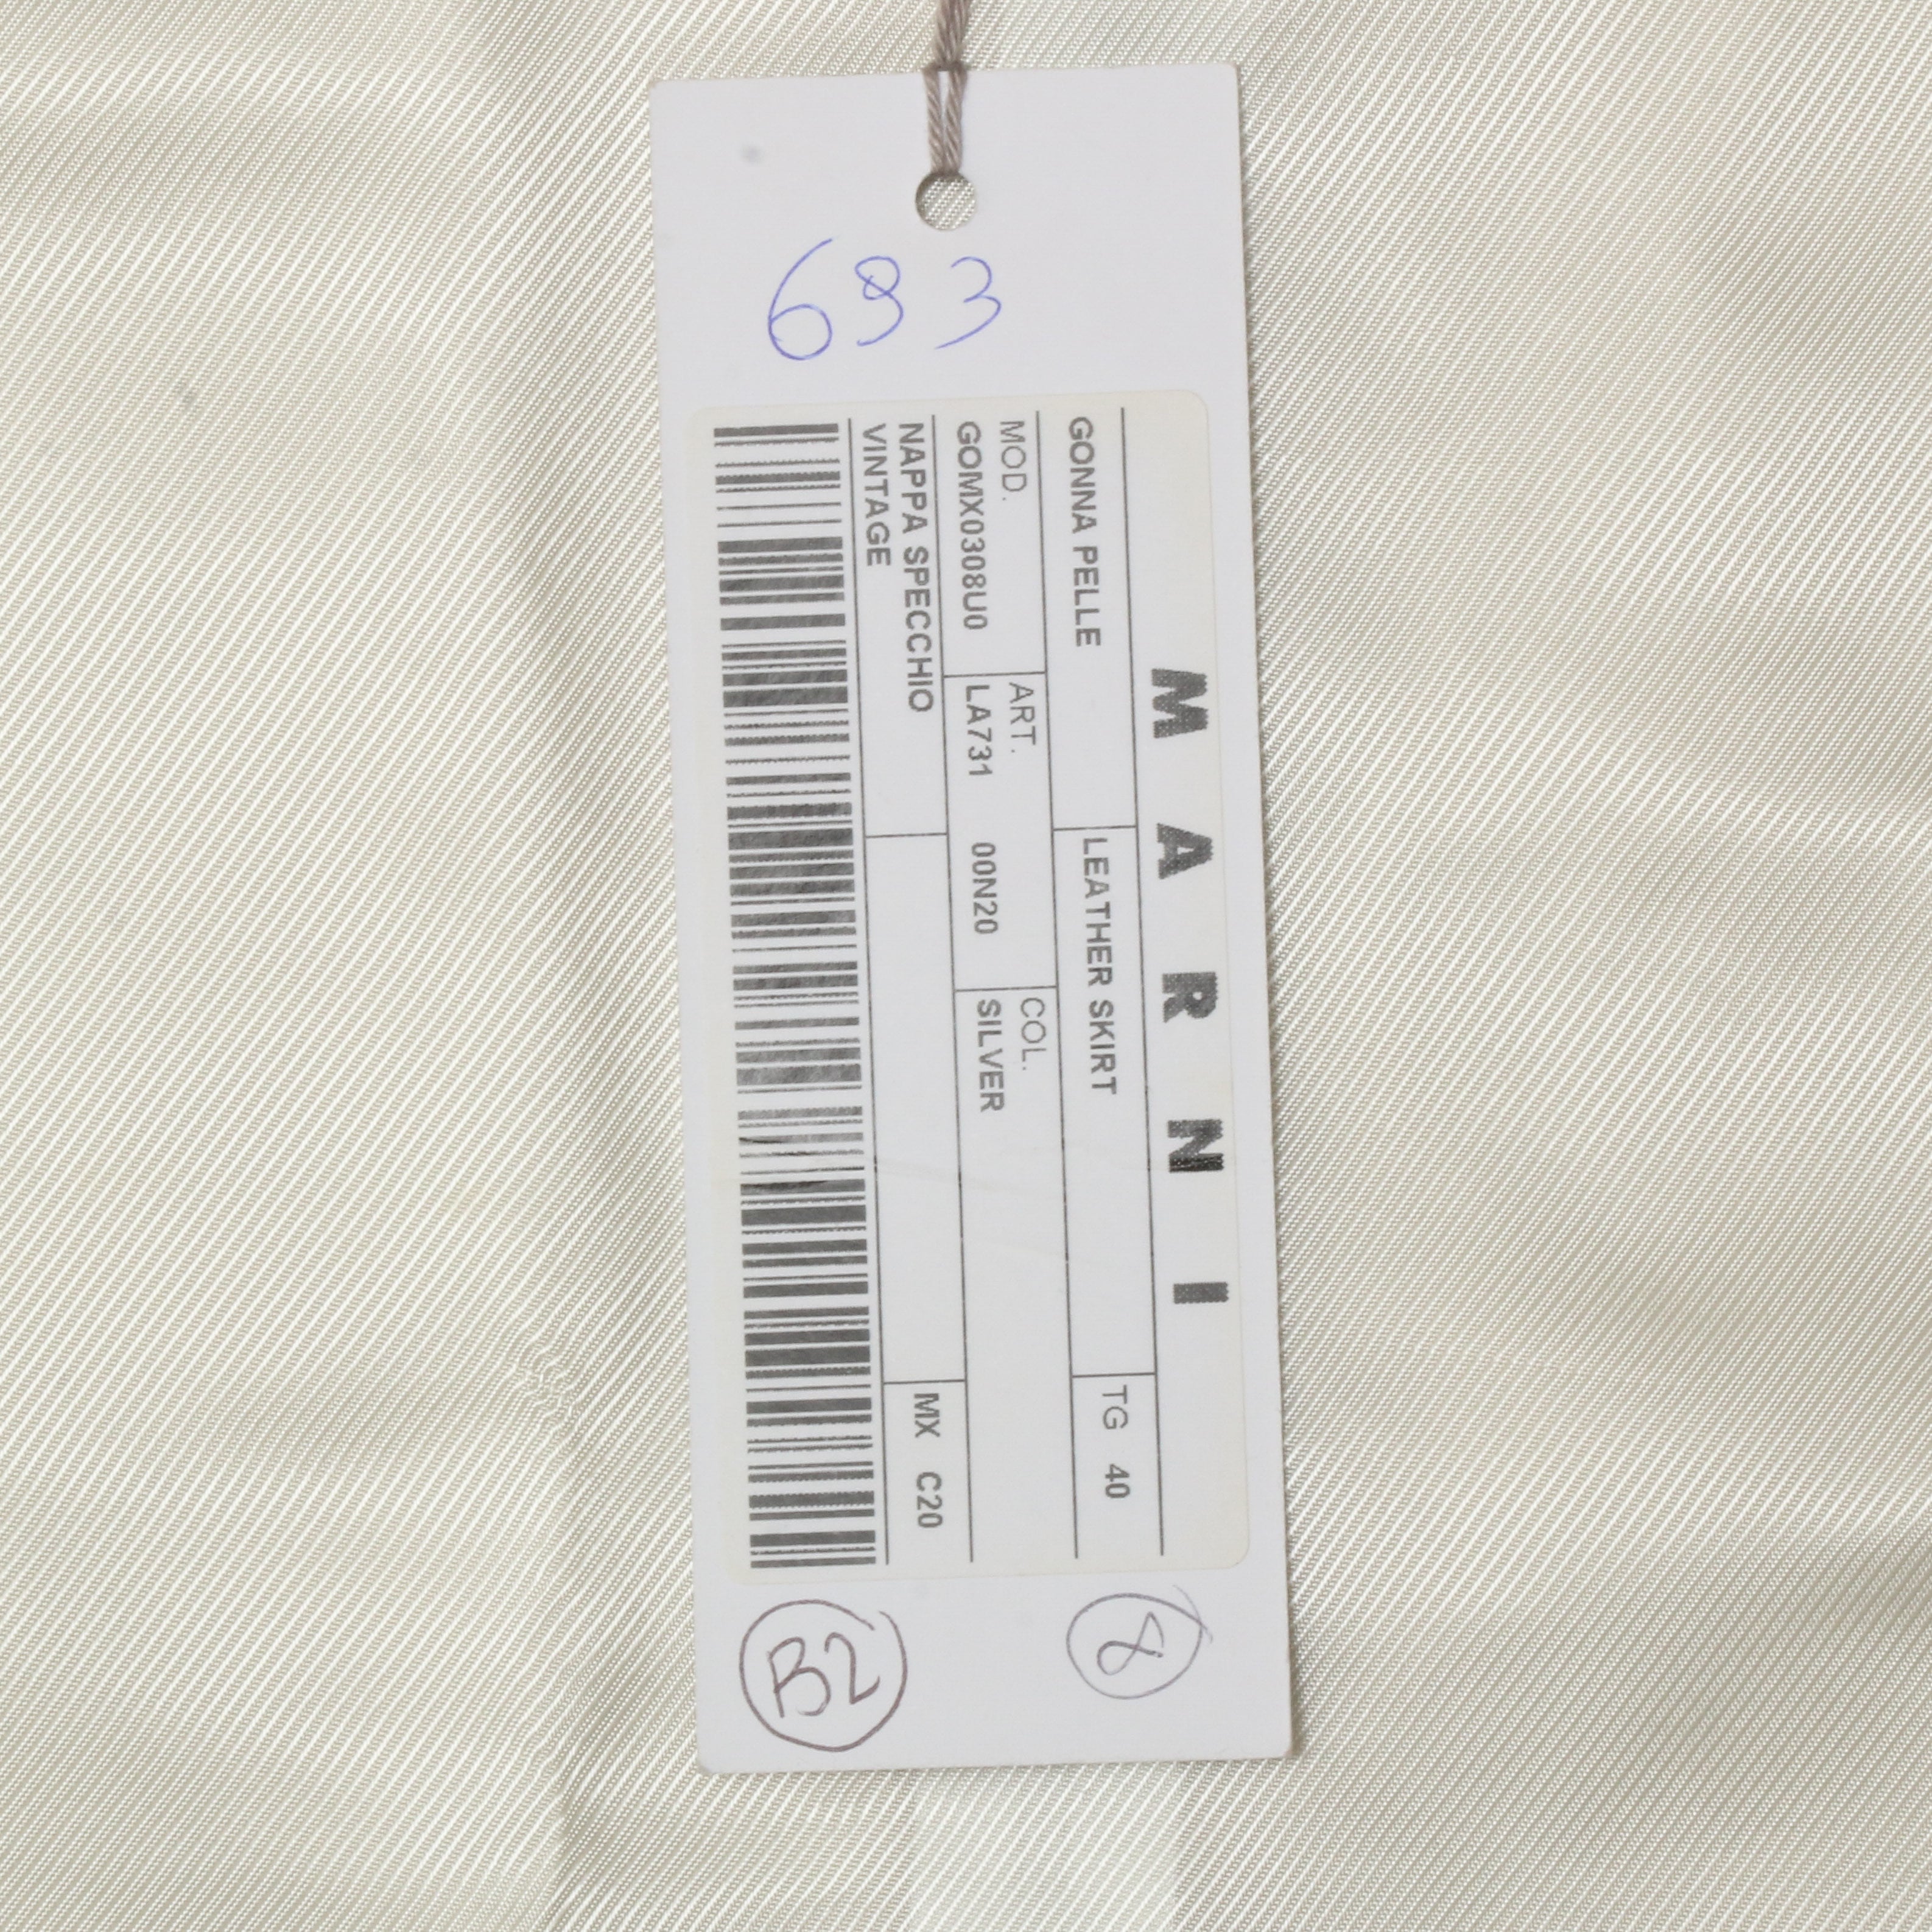 693
MARNI
GONNA PELLE LEATHER SKIRT TG 40
MOD. ART. COL.
GOMX0308U0 LA731 00N20 SILVER
NAPPA SPECCHIO MX C20
VINTAGE
8
B2